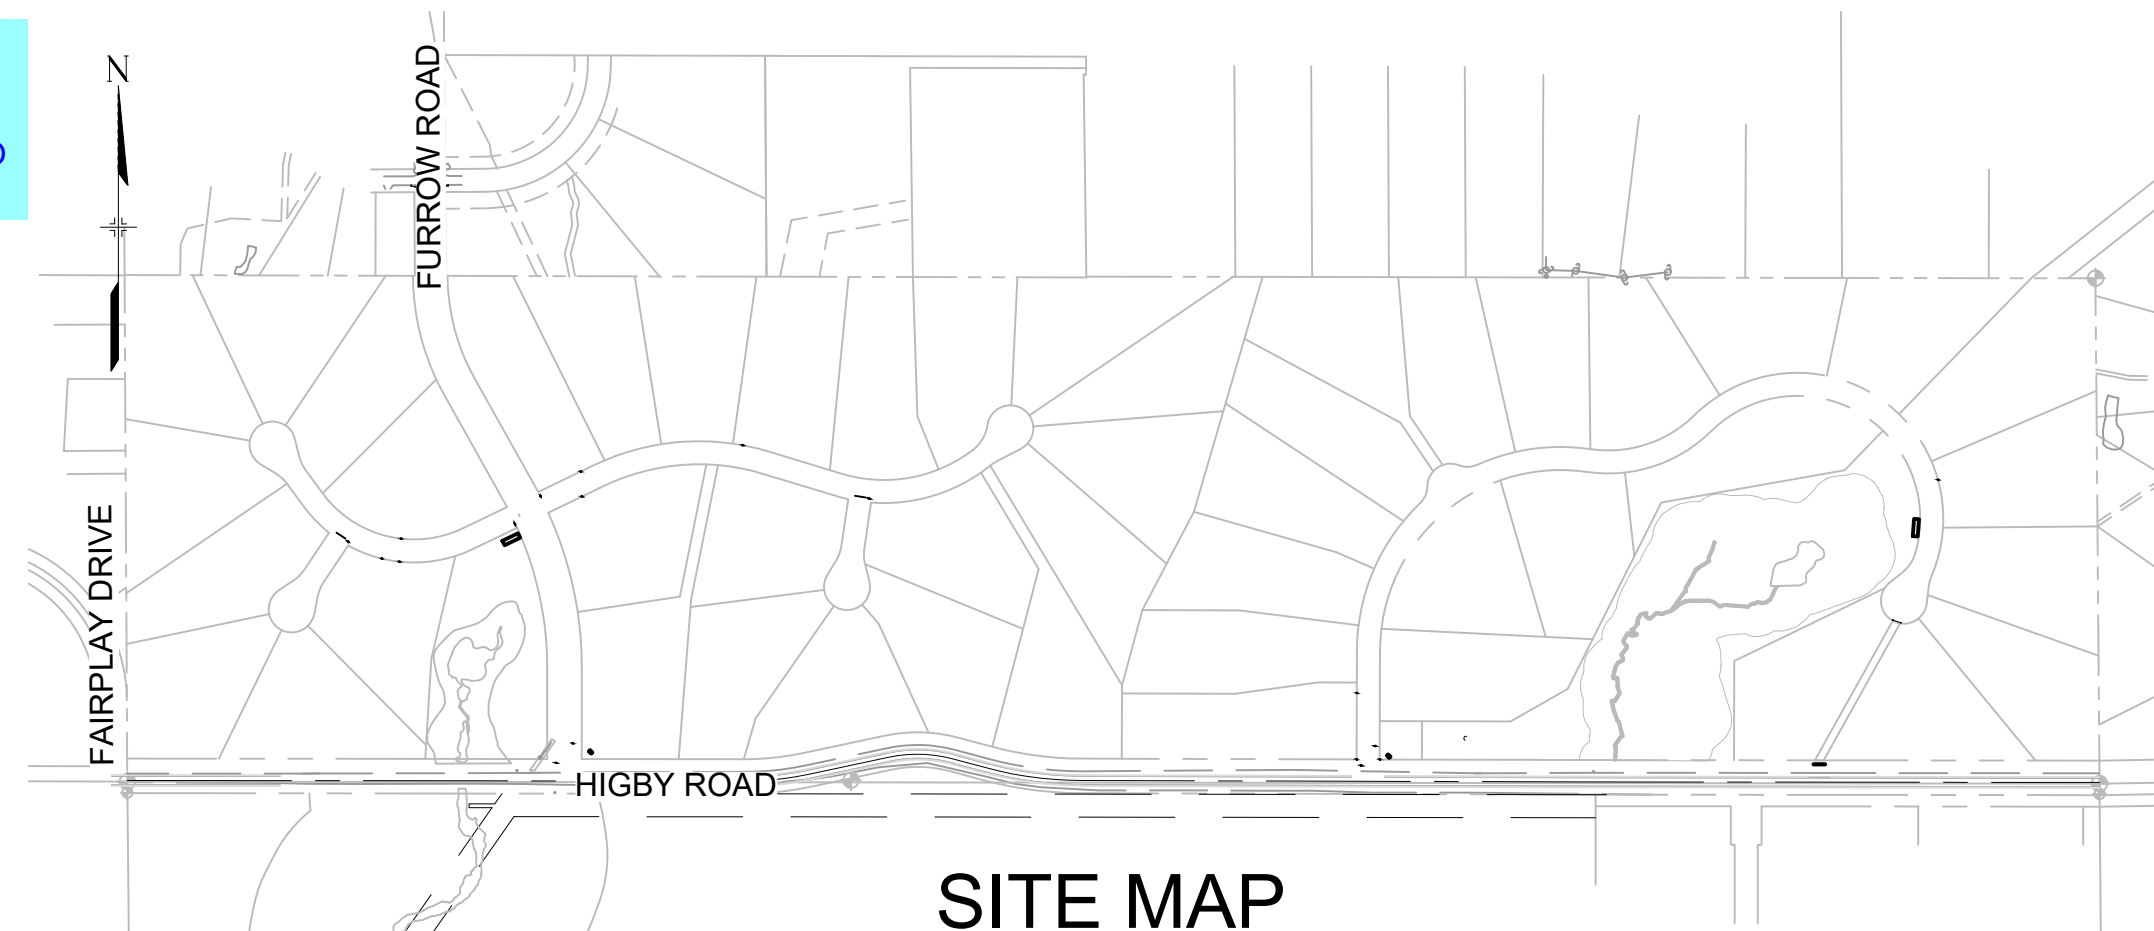 N
FURROW ROAD
FAIRPLAY DRIVE
HIGBY ROAD
SITE MAP